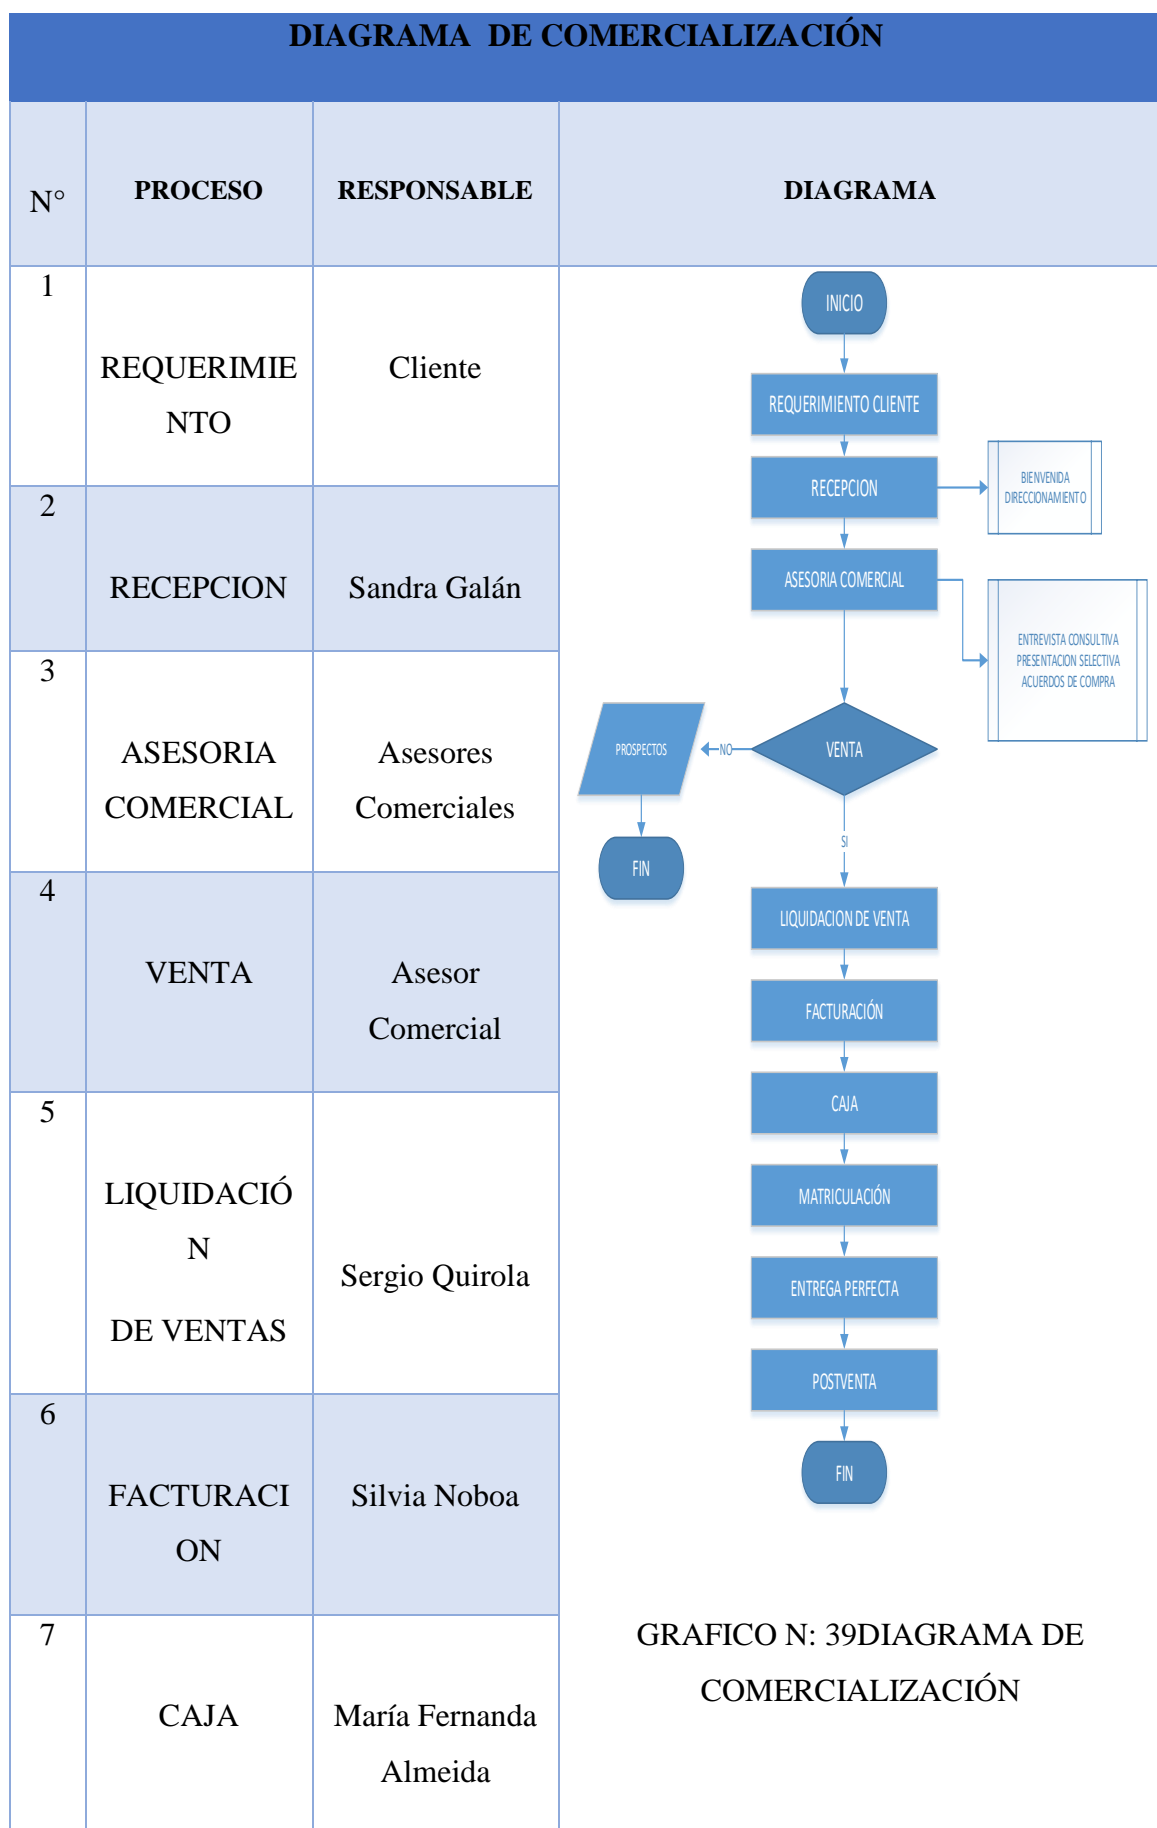 DIAGRAMA DE COMERCIALIZACIÓN
N°
PROCESO
RESPONSABLE
DIAGRAMA
1
REQUERIMIE
NTO
Cliente
2
RECEPCION
Sandra Galán
3
ASESORIA
COMERCIAL
Asesores
Comerciales
4
VENTA
Asesor
Comercial
5
LIQUIDACIÓ
N
DE VENTAS
Sergio Quirola
6
FACTURACI
ON
Silvia Noboa
7
CAJA
María Fernanda
Almeida
INICIO
REQUERIMIENTO CLIENTE
RECEPCION
BIENVENIDA
DIRECCIONAMIENTO
ASESORIA COMERCIAL
ENTREVISTA CONSULTIVA
PRESENTACION SELECTIVA
ACUERDOS DE COMPRA
VENTA
NO
PROSPECTOS
FIN
SI
LIQUIDACION DE VENTA
FACTURACIÓN
CAJA
MATRICULACIÓN
ENTREGA PERFECTA
POSTVENTA
FIN
GRAFICO N: 39DIAGRAMA DE
COMERCIALIZACIÓN